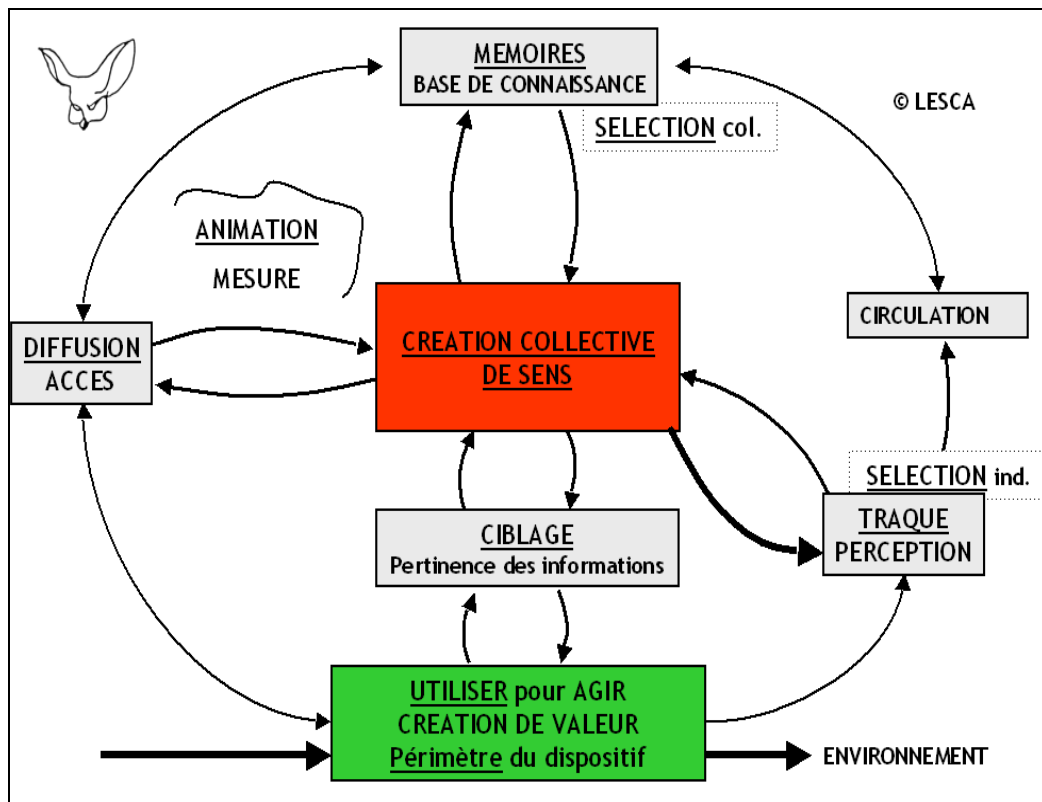 MEMOIRES
BASE DE CONNAISSANCE
© LESCA
SELECTION col.
ANIMATION
MESURE
CIRCULATION
DIFFUSION
ACCES
CREATION COLLECTIVE
DE SENS
SELECTION ind.
TRAQUE
PERCEPTION
CIBLAGE
Pertinence des informations
UTILISER pour AGIR
CREATION DE VALEUR
Périmètre du dispositif
ENVIRONNEMENT